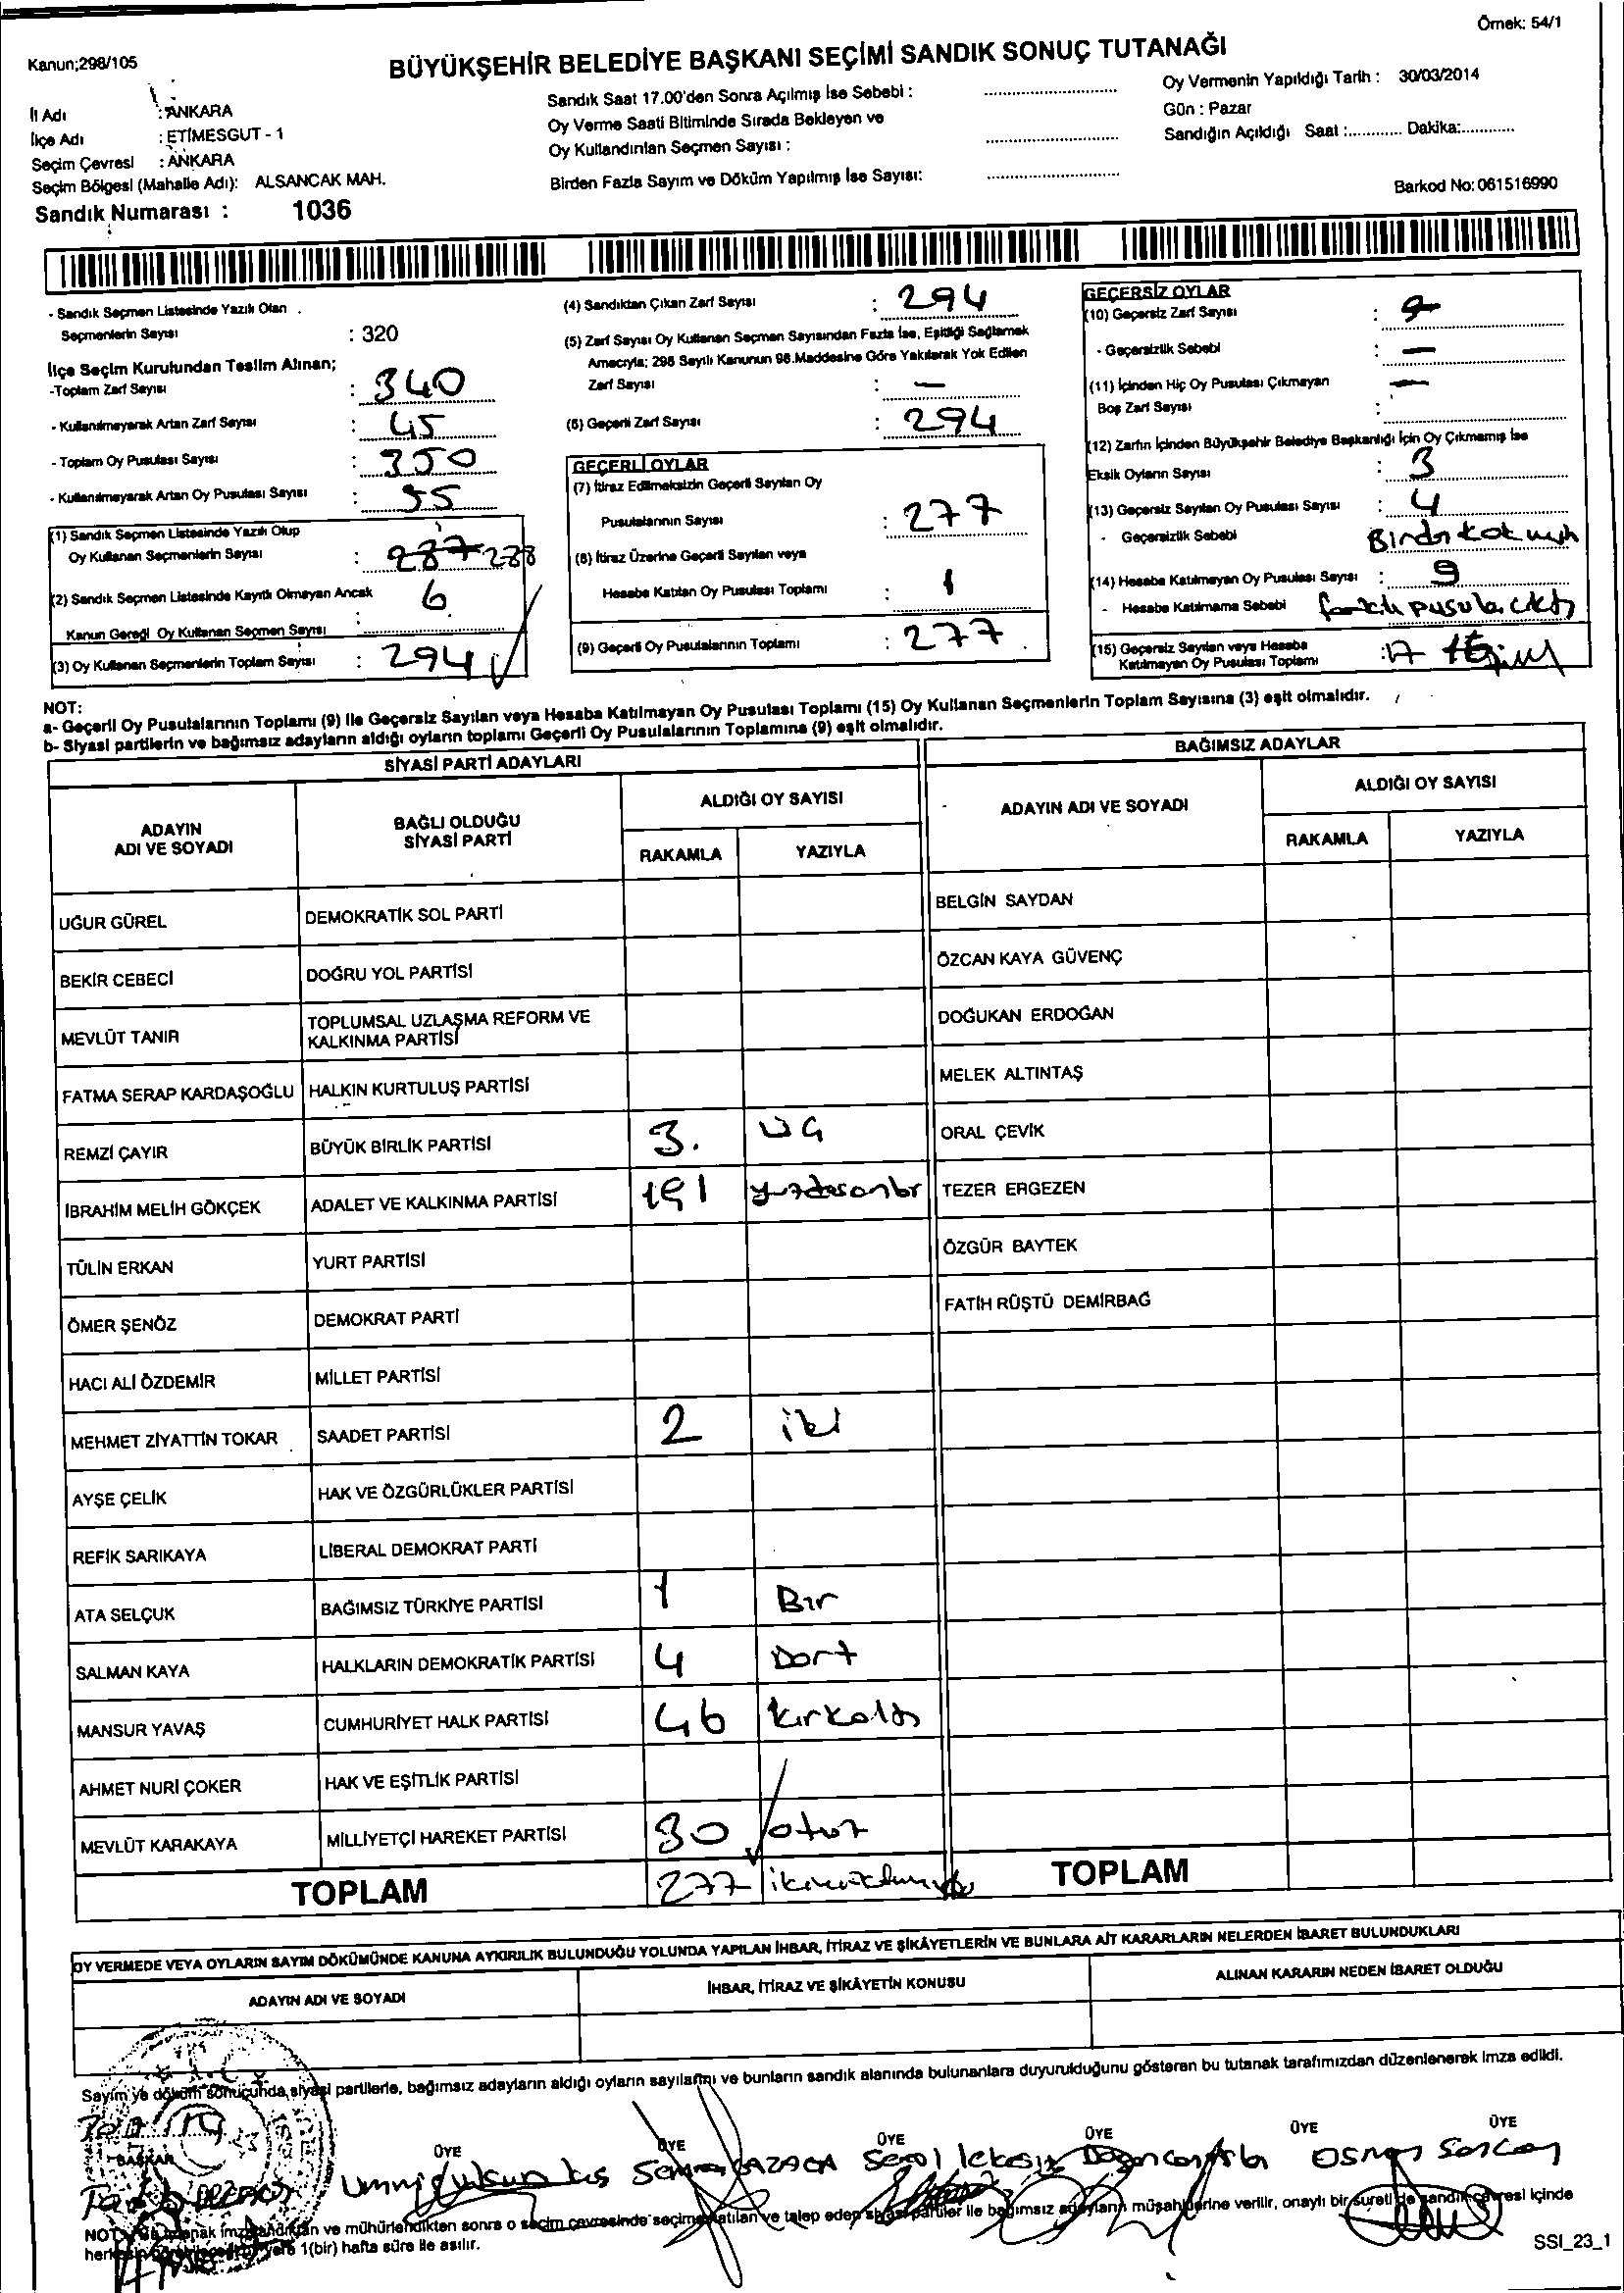 Örnek: 54/1
Kanun;298/105
BÜYÜKŞEHİR BELEDİYE BAŞKANI SEÇİMİ SANDIK SONUÇ TUTANAĞI
İl Adı : ANKARA
İlçe Adı : ETİMESGUT - 1
Seçim Çevresi : ANKARA
Seçim Bölgesi (Mahalle Adı): ALSANCAK MAH.
Sandık Numarası : 1036
Sandık Saat 17.00'den Sonra Açılmış İse Sebebi :
Oy Verme Saati Bitiminde Sırada Bekleyen ve
Oy Kullandırılan Seçmen Sayısı :
Birden Fazla Sayım ve Döküm Yapılmış İse Sayısı:
Oy Vermenin Yapıldığı Tarih : 30/03/2014
Gün : Pazar
Sandığın Açıldığı Saat :............ Dakika:............
Barkod No: 061516990
- Sandık Seçmen Listesinde Yazılı Olan
Seçmenlerin Sayısı : 320
İlçe Seçim Kurulundan Teslim Alınan;
-Toplam Zarf Sayısı : 340
- Kullanılmayarak Artan Zarf Sayısı : 45
- Toplam Oy Pusulası Sayısı : 350
- Kullanılmayarak Artan Oy Pusulası Sayısı : 55
(1) Sandık Seçmen Listesinde Yazılı Olup
Oy Kullanan Seçmenlerin Sayısı : 287 288
(2) Sandık Seçmen Listesinde Kayıtlı Olmayan Ancak
Kanun Gereği Oy Kullanan Seçmen Sayısı : 6
(3) Oy Kullanan Seçmenlerin Toplam Sayısı : 294
(4) Sandıktan Çıkan Zarf Sayısı : 294
(5) Zarf Sayısı Oy Kullanan Seçmen Sayısından Fazla İse, Eşitliği Sağlamak
Amacıyla; 298 Sayılı Kanunun 98.Maddesine Göre Yakılarak Yok Edilen
Zarf Sayısı : —
(6) Geçerli Zarf Sayısı : 294
GEÇERLİ OYLAR
(7) İtiraz Edilmeksizin Geçerli Sayılan Oy
Pusulalarının Sayısı : 277
(8) İtiraz Üzerine Geçerli Sayılan veya
Hesaba Katılan Oy Pusulası Toplamı : 1
(9) Geçerli Oy Pusulalarının Toplamı : 277
GEÇERSİZ OYLAR
(10) Geçersiz Zarf Sayısı :
- Geçersizlik Sebebi : —
(11) İçinden Hiç Oy Pusulası Çıkmayan —
Boş Zarf Sayısı :
(12) Zarfın İçinden Büyükşehir Belediye Başkanlığı İçin Oy Çıkmamış İse
Eksik Oyların Sayısı : 3
(13) Geçersiz Sayılan Oy Pusulası Sayısı : 4
- Geçersizlik Sebebi
(14) Hesaba Katılmayan Oy Pusulası Sayısı : 9
- Hesaba Katılmama Sebebi pusula çıktı
(15) Geçersiz Sayılan veya Hesaba
Katılmayan Oy Pusulası Toplamı : 17
NOT:
a- Geçerli Oy Pusulalarının Toplamı (9) ile Geçersiz Sayılan veya Hesaba Katılmayan Oy Pusulası Toplamı (15) Oy Kullanan Seçmenlerin Toplam Sayısına (3) eşit olmalıdır.
b- Siyasi partilerin ve bağımsız adayların aldığı oyların toplamı Geçerli Oy Pusulalarının Toplamına (9) eşit olmalıdır.
SİYASİ PARTİ ADAYLARI
BAĞIMSIZ ADAYLAR
ADAYIN ADI VE SOYADI
BAĞLI OLDUĞU SİYASİ PARTİ
ALDIĞI OY SAYISI
RAKAMLA YAZIYLA
ADAYIN ADI VE SOYADI
ALDIĞI OY SAYISI
RAKAMLA YAZIYLA
UĞUR GÜREL DEMOKRATİK SOL PARTİ
BEKİR CEBECİ DOĞRU YOL PARTİSİ
MEVLÜT TANIR TOPLUMSAL UZLAŞMA REFORM VE KALKINMA PARTİSİ
FATMA SERAP KARDAŞOĞLU HALKIN KURTULUŞ PARTİSİ
REMZİ ÇAYIR BÜYÜK BİRLİK PARTİSİ 3. ÜÇ
İBRAHİM MELİH GÖKÇEK ADALET VE KALKINMA PARTİSİ 191 yüzdoksanbir
TÜLİN ERKAN YURT PARTİSİ
ÖMER ŞENÖZ DEMOKRAT PARTİ
HACI ALİ ÖZDEMİR MİLLET PARTİSİ
MEHMET ZİYATTİN TOKAR SAADET PARTİSİ 2 iki
AYŞE ÇELİK HAK VE ÖZGÜRLÜKLER PARTİSİ
REFİK SARIKAYA LİBERAL DEMOKRAT PARTİ
ATA SELÇUK BAĞIMSIZ TÜRKİYE PARTİSİ 1 Bir
SALMAN KAYA HALKLARIN DEMOKRATİK PARTİSİ 4 Dört
MANSUR YAVAŞ CUMHURİYET HALK PARTİSİ 46 kırkaltı
AHMET NURİ ÇOKER HAK VE EŞİTLİK PARTİSİ
MEVLÜT KARAKAYA MİLLİYETÇİ HAREKET PARTİSİ 30 otuz
TOPLAM 277
BELGİN SAYDAN
ÖZCAN KAYA GÜVENÇ
DOĞUKAN ERDOĞAN
MELEK ALTINTAŞ
ORAL ÇEVİK
TEZER ERGEZEN
ÖZGÜR BAYTEK
FATİH RÜŞTÜ DEMİRBAĞ
TOPLAM
OY VERMEDE VEYA OYLARIN SAYIM DÖKÜMÜNDE KANUNA AYKIRILIK BULUNDUĞU YOLUNDA YAPILAN İHBAR, İTİRAZ VE ŞİKÂYETLERİN VE BUNLARA AİT KARARLARIN NELERDEN İBARET BULUNDUKLARI
ADAYIN ADI VE SOYADI
İHBAR, İTİRAZ VE ŞİKÂYETİN KONUSU
ALINAN KARARIN NEDEN İBARET OLDUĞU
Sayım ve döküm sonucunda, siyasi partilerle, bağımsız adayların aldığı oyların sayılarını ve bunların sandık alanında bulunanlara duyurulduğunu gösteren bu tutanak tarafımızdan düzenlenerek imza edildi.
BAŞKAN ÜYE ÜYE ÜYE ÜYE ÜYE ÜYE
NOT: tutanak imzalandıktan ve mühürlendikten sonra o seçim çevresinde seçime katılan ve talep eden siyasi partiler ile bağımsız adayların müşahitlerine verilir, onaylı bir sureti de sandık çevresi içinde
herkesin yere 1(bir) hafta süre ile asılır.
SSI_23_1